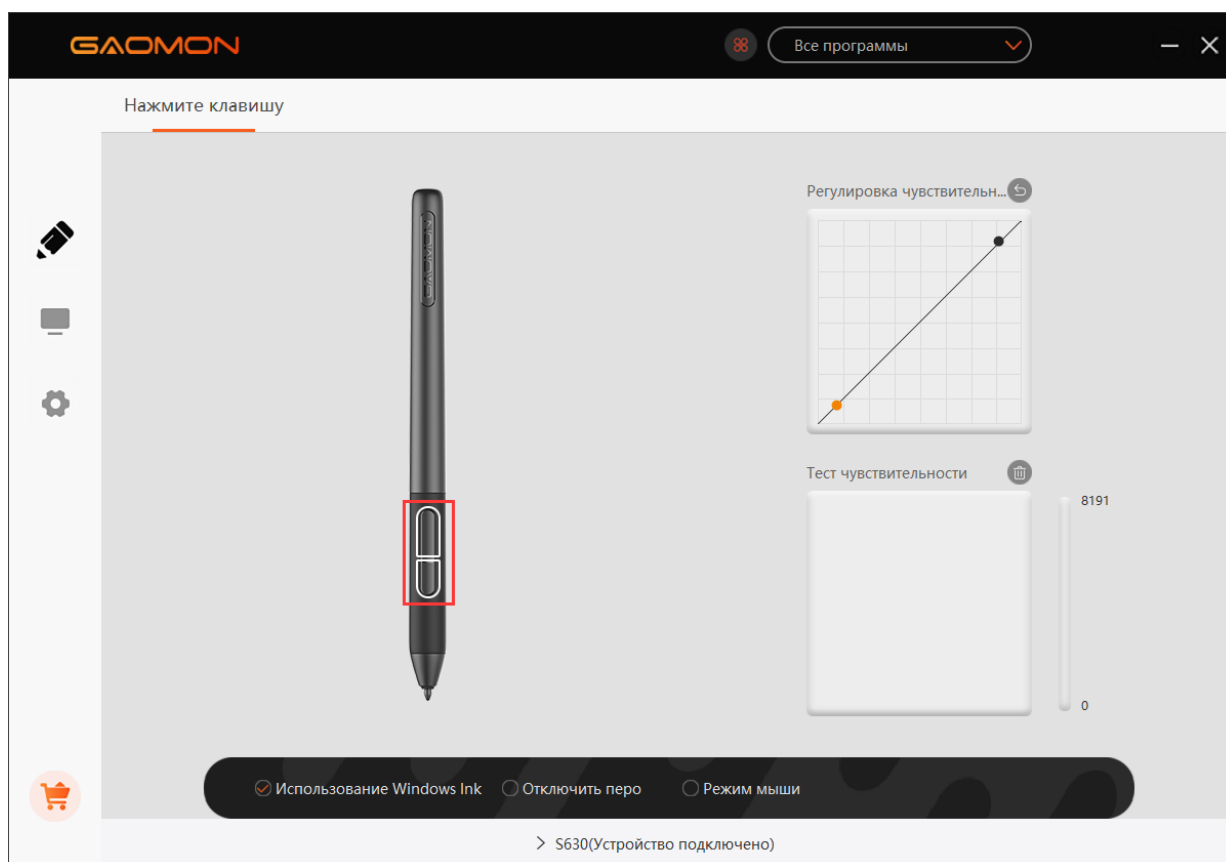 GAOMON
Все программы
Нажмите клавишу
GAOMON
Регулировка чувствительн...
Тест чувствительности
8191
0
Использование Windows Ink
Отключить перо
Режим мыши
S630(Устройство подключено)